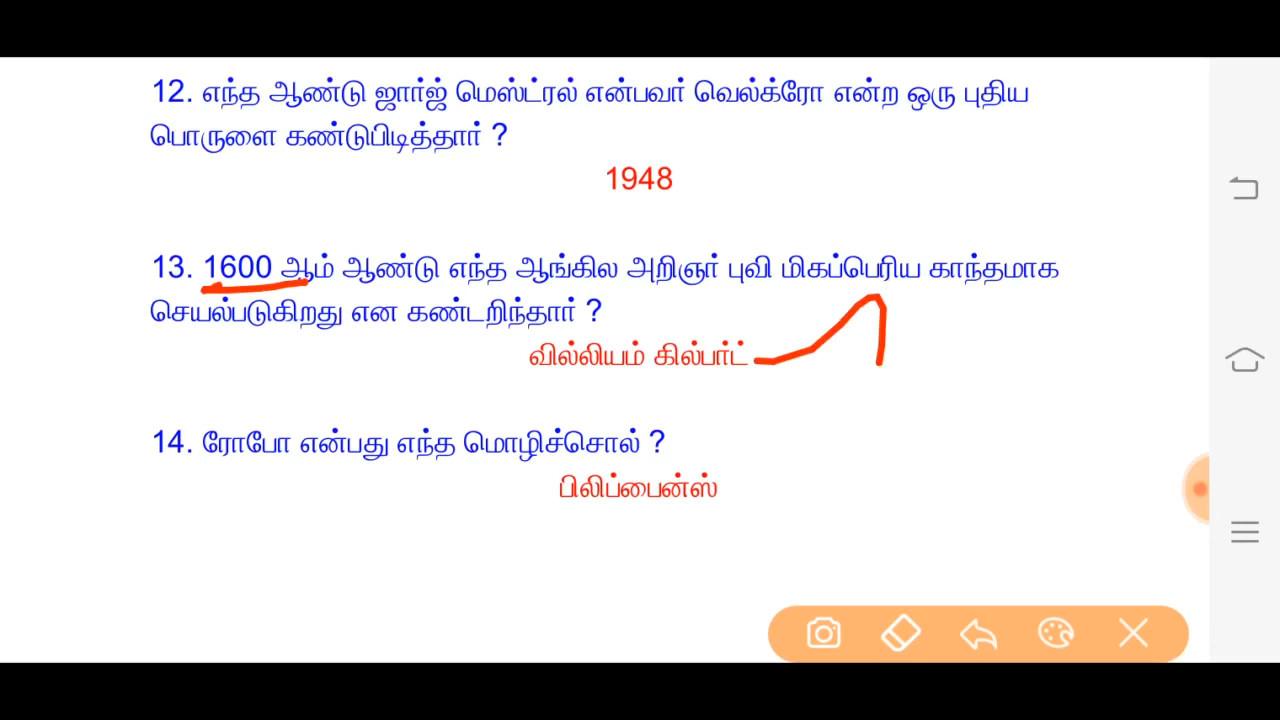 12. எந்த ஆண்டு ஜார்ஜ் மெஸ்ட்ரல் என்பவர் வெல்க்ரோ என்ற ஒரு புதிய
பொருளை கண்டுபிடித்தார் ?
1948
13. 1600 ஆம் ஆண்டு எந்த ஆங்கில அறிஞர் புவி மிகப்பெரிய காந்தமாக
செயல்படுகிறது என கண்டறிந்தார் ?
வில்லியம் கில்பர்ட்
14. ரோபோ என்பது எந்த மொழிச்சொல் ?
பிலிப்பைன்ஸ்